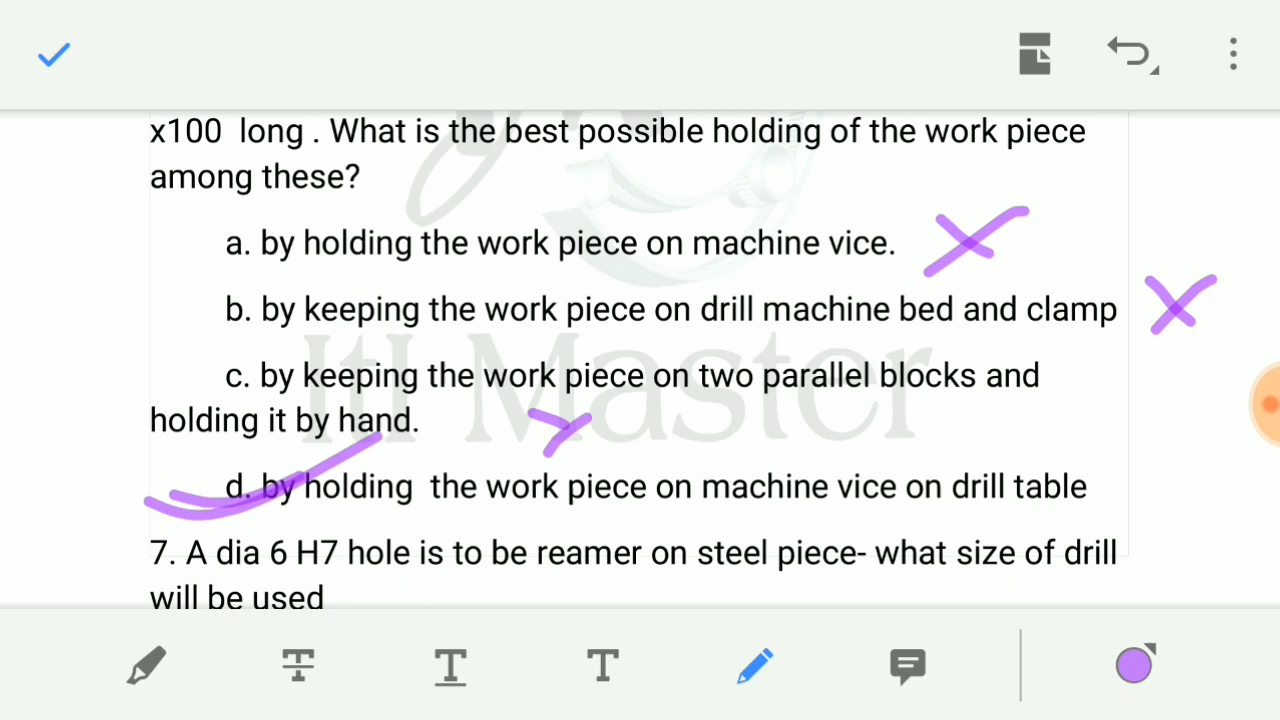 x100 long . What is the best possible holding of the work piece
among these?
a. by holding the work piece on machine vice.
b. by keeping the work piece on drill machine bed and clamp
c. by keeping the work piece on two parallel blocks and
holding it by hand.
ItI Master
d. by holding the work piece on machine vice on drill table
7. A dia 6 H7 hole is to be reamer on steel piece- what size of drill
will be used
T
T
T